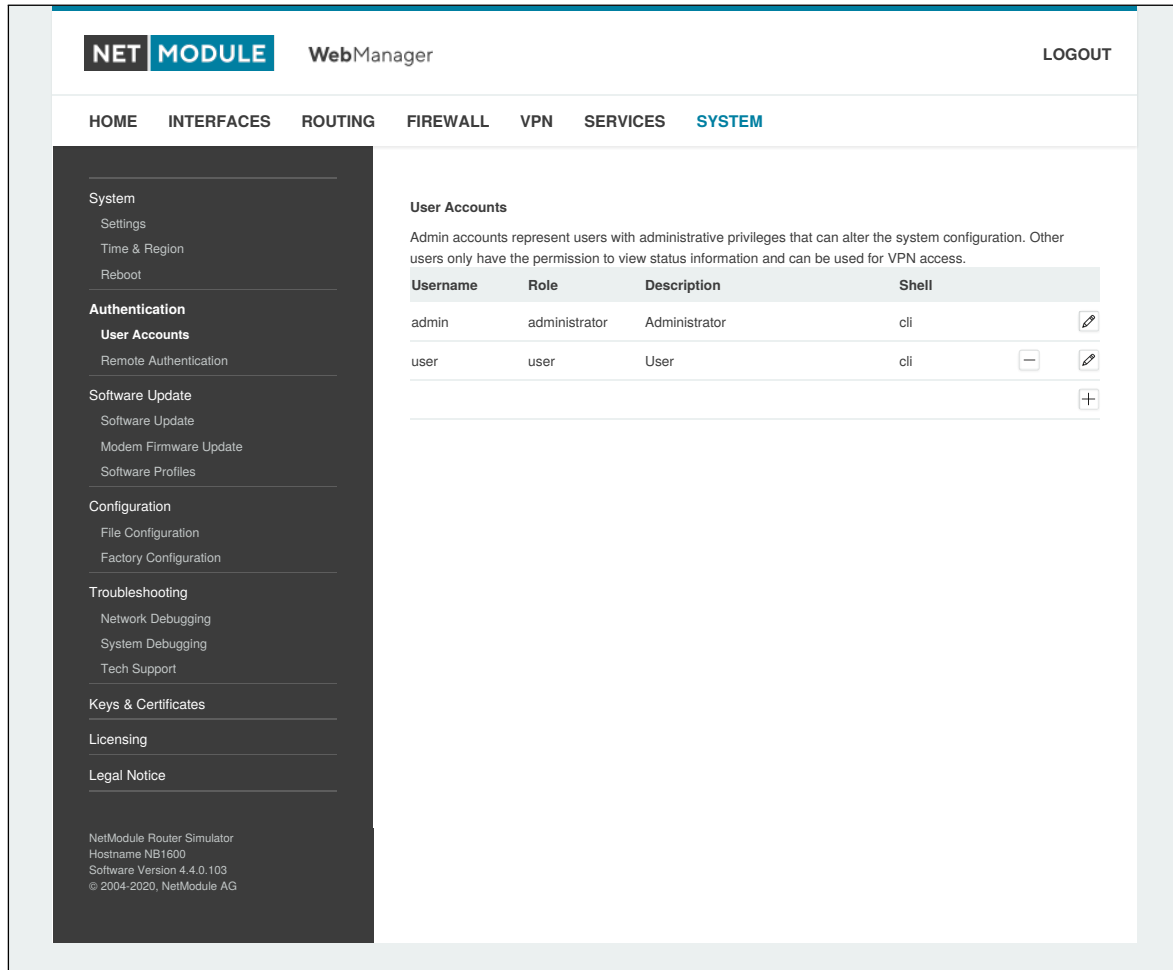 NET MODULE WebManager LOGOUT
HOME INTERFACES ROUTING FIREWALL VPN SERVICES SYSTEM
System
Settings
Time & Region
Reboot
Authentication
User Accounts
Remote Authentication
Software Update
Software Update
Modem Firmware Update
Software Profiles
Configuration
File Configuration
Factory Configuration
Troubleshooting
Network Debugging
System Debugging
Tech Support
Keys & Certificates
Licensing
Legal Notice
NetModule Router Simulator
Hostname NB1600
Software Version 4.4.0.103
© 2004-2020, NetModule AG
User Accounts
Admin accounts represent users with administrative privileges that can alter the system configuration. Other
users only have the permission to view status information and can be used for VPN access.
Username Role Description Shell
admin administrator Administrator cli
user user User cli